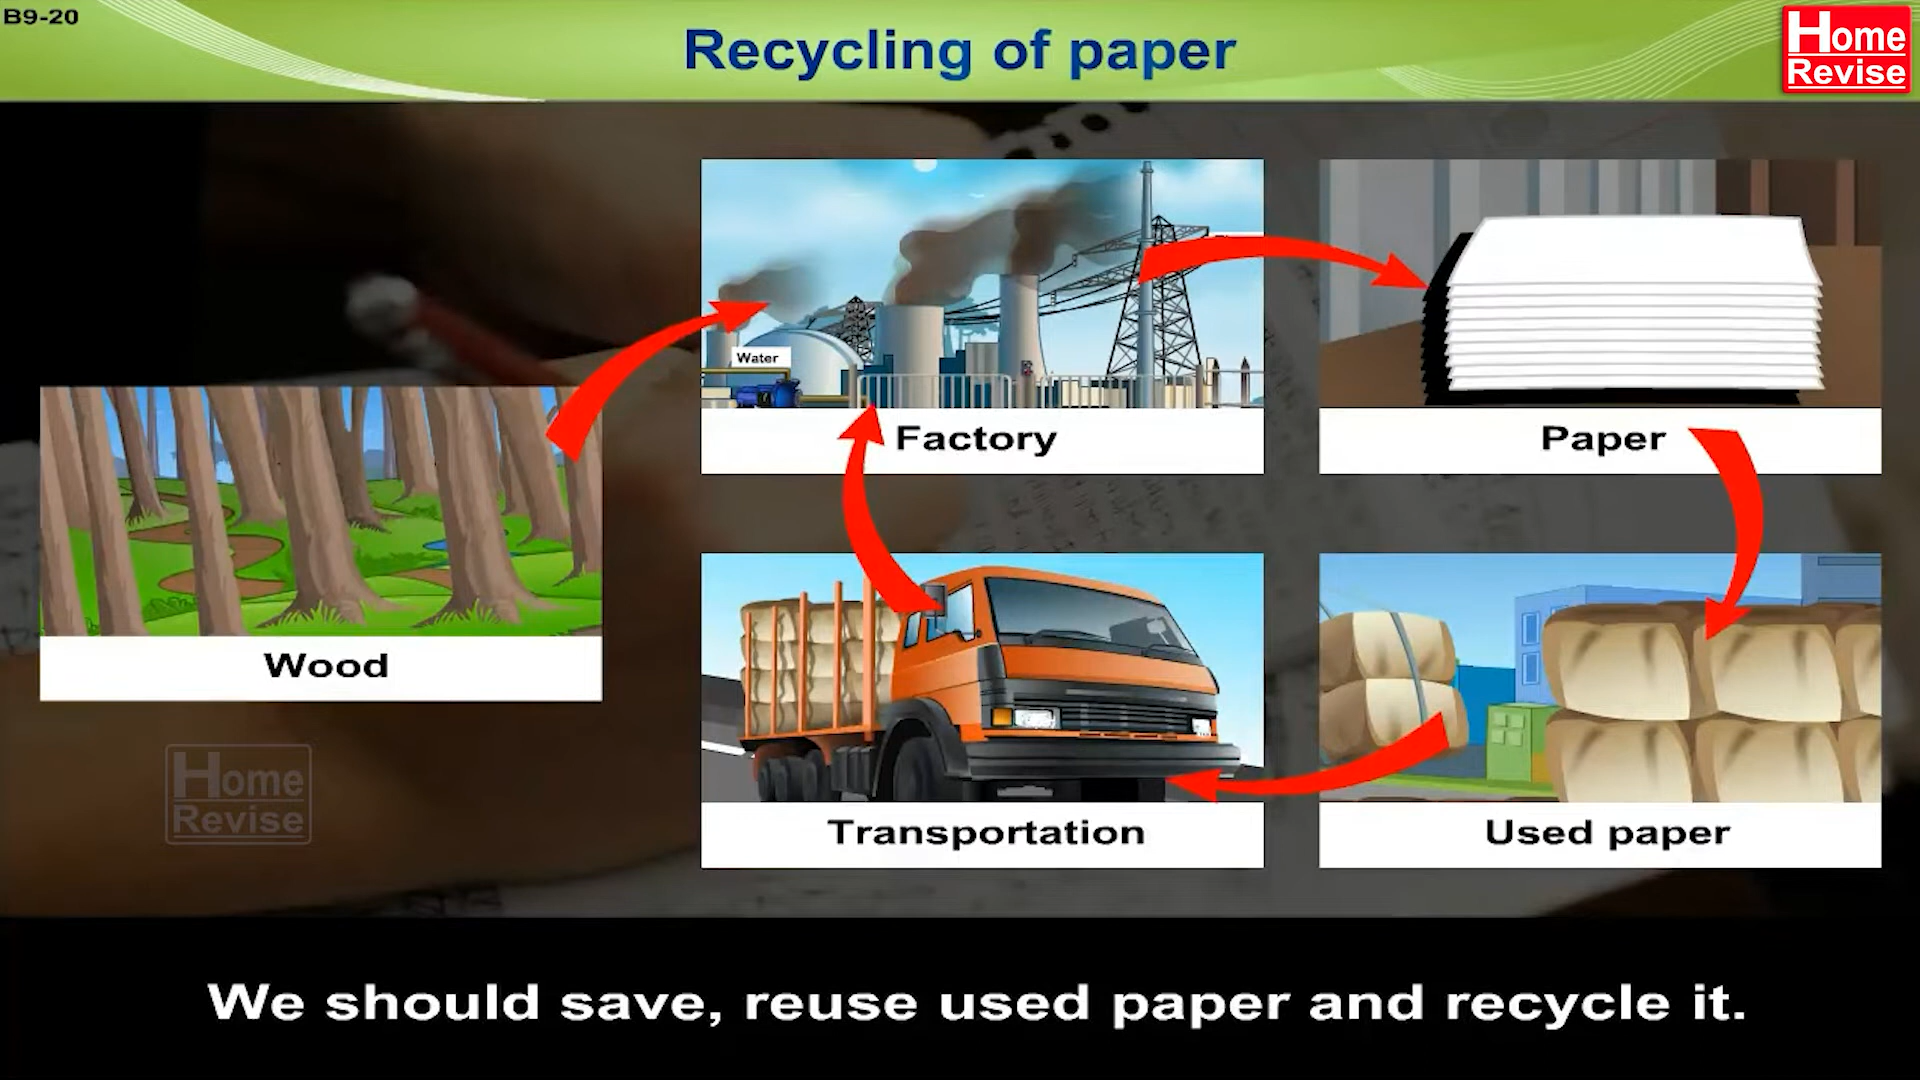 B9-20
Recycling of paper
Home
Revise
Water
Factory
Paper
Wood
Transportation
Used paper
Home
Revise
We should save, reuse used paper and recycle it.